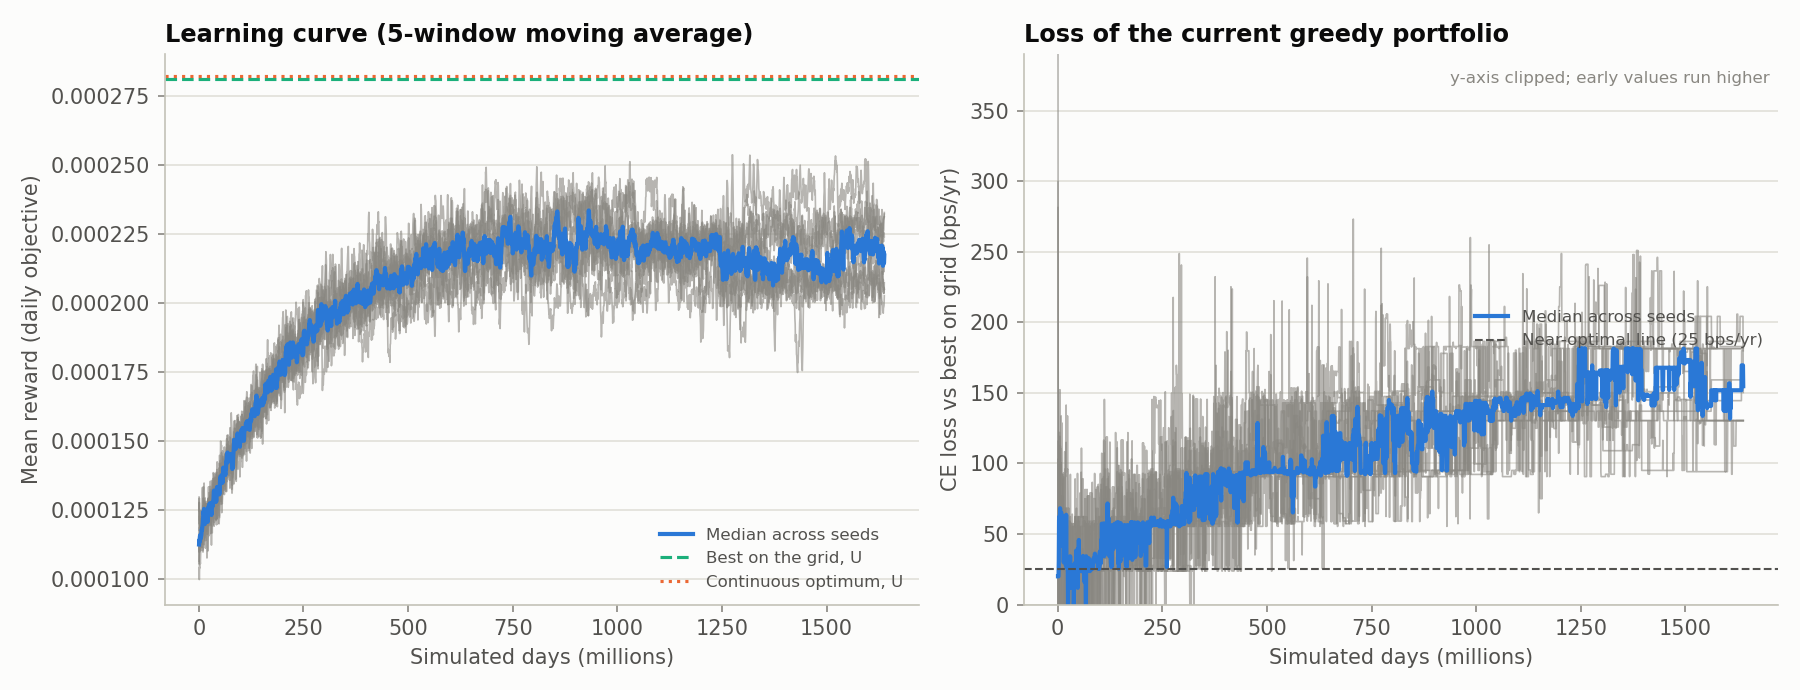 Learning curve (5-window moving average)
Mean reward (daily objective)
0.000275
0.000250
0.000225
0.000200
0.000175
0.000150
0.000125
0.000100
Median across seeds
Best on the grid, U
Continuous optimum, U
0 250 500 750 1000 1250 1500
Simulated days (millions)
Loss of the current greedy portfolio
y-axis clipped; early values run higher
CE loss vs best on grid (bps/yr)
350
300
250
200
150
100
50
0
Median across seeds
Near-optimal line (25 bps/yr)
0 250 500 750 1000 1250 1500
Simulated days (millions)